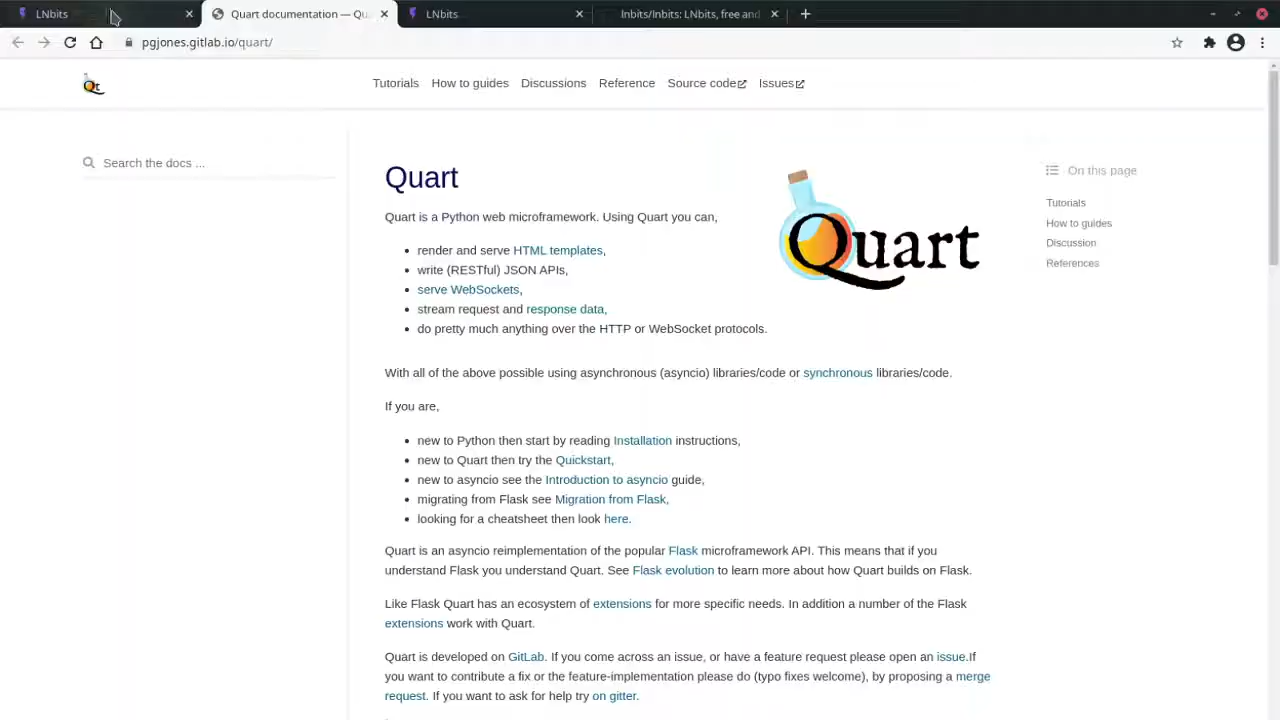 LNbits
Quart documentation — Qu
LNbits
lnbits/lnbits: LNbits, free and
pgjones.gitlab.io/quart/
Qt
Tutorials How to guides Discussions Reference Source code Issues
Search the docs ...
Quart
Quart
On this page
Tutorials
How to guides
Discussion
References
Quart is a Python web microframework. Using Quart you can,
render and serve HTML templates,
write (RESTful) JSON APIs,
serve WebSockets,
stream request and response data,
do pretty much anything over the HTTP or WebSocket protocols.
With all of the above possible using asynchronous (asyncio) libraries/code or synchronous libraries/code.
If you are,
new to Python then start by reading Installation instructions,
new to Quart then try the Quickstart,
new to asyncio see the Introduction to asyncio guide,
migrating from Flask see Migration from Flask,
looking for a cheatsheet then look here.
Quart is an asyncio reimplementation of the popular Flask microframework API. This means that if you
understand Flask you understand Quart. See Flask evolution to learn more about how Quart builds on Flask.
Like Flask Quart has an ecosystem of extensions for more specific needs. In addition a number of the Flask
extensions work with Quart.
Quart is developed on GitLab. If you come across an issue, or have a feature request please open an issue.If
you want to contribute a fix or the feature-implementation please do (typo fixes welcome), by proposing a merge
request. If you want to ask for help try on gitter.